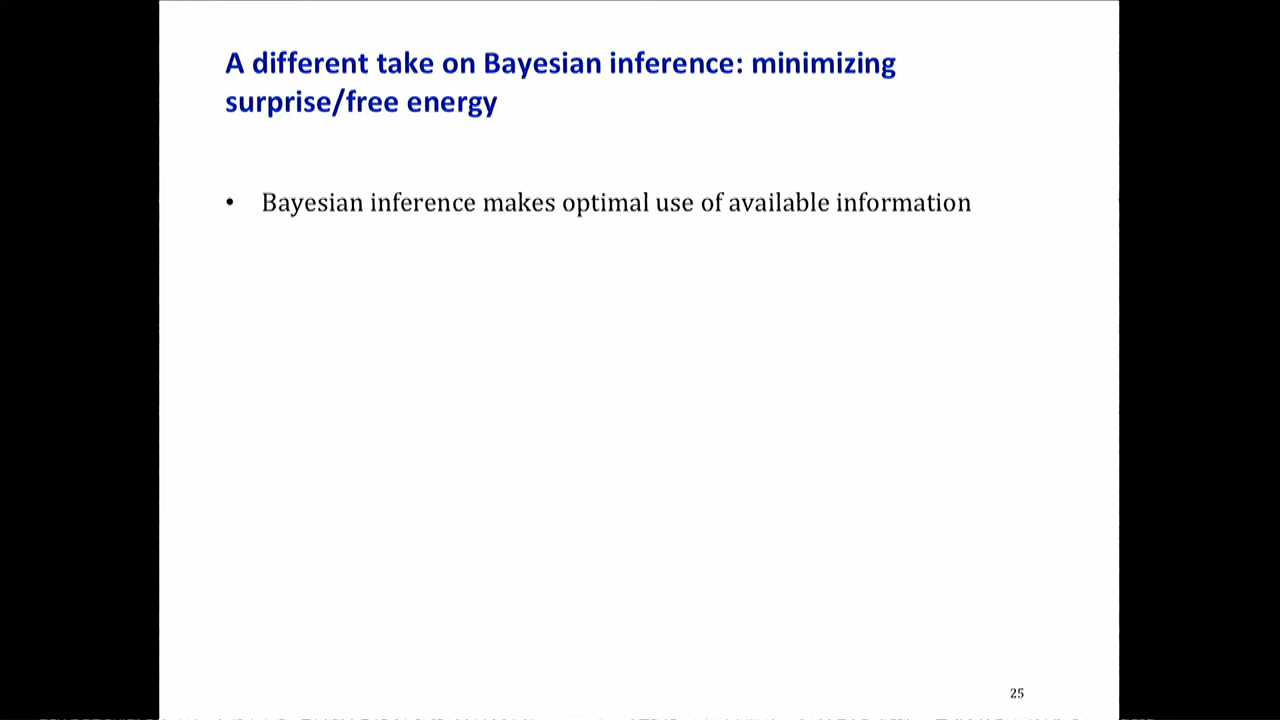 A different take on Bayesian inference: minimizing
surprise/free energy
• Bayesian inference makes optimal use of available information
25